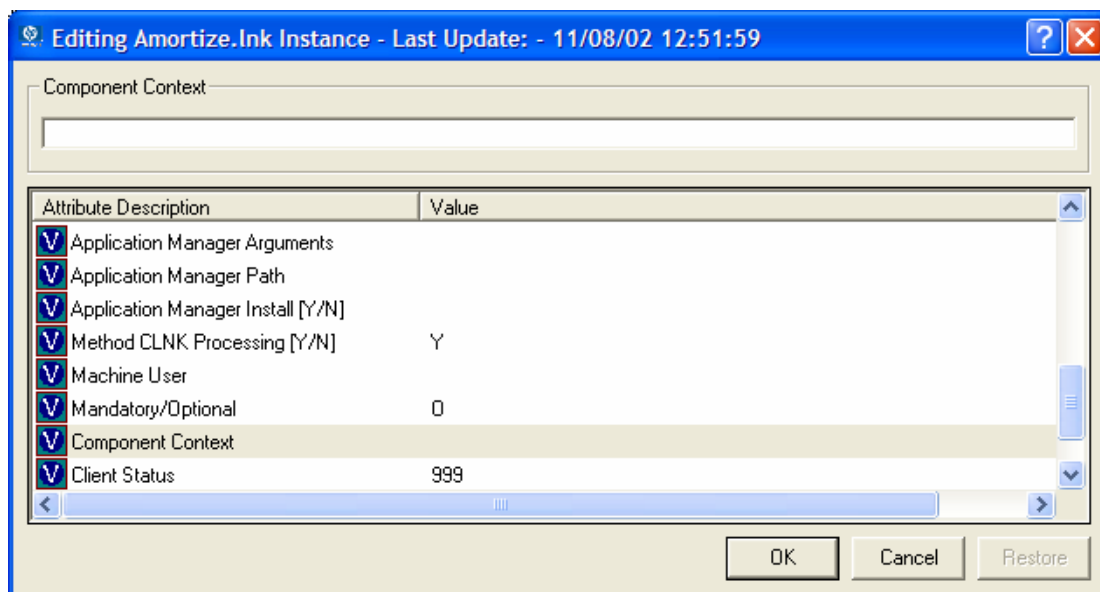 Editing Amortize.lnk Instance - Last Update: - 11/08/02 12:51:59
Component Context
Attribute Description Value
Application Manager Arguments
Application Manager Path
Application Manager Install [Y/N]
Method CLNK Processing [Y/N] Y
Machine User
Mandatory/Optional O
Component Context
Client Status 999
OK Cancel Restore